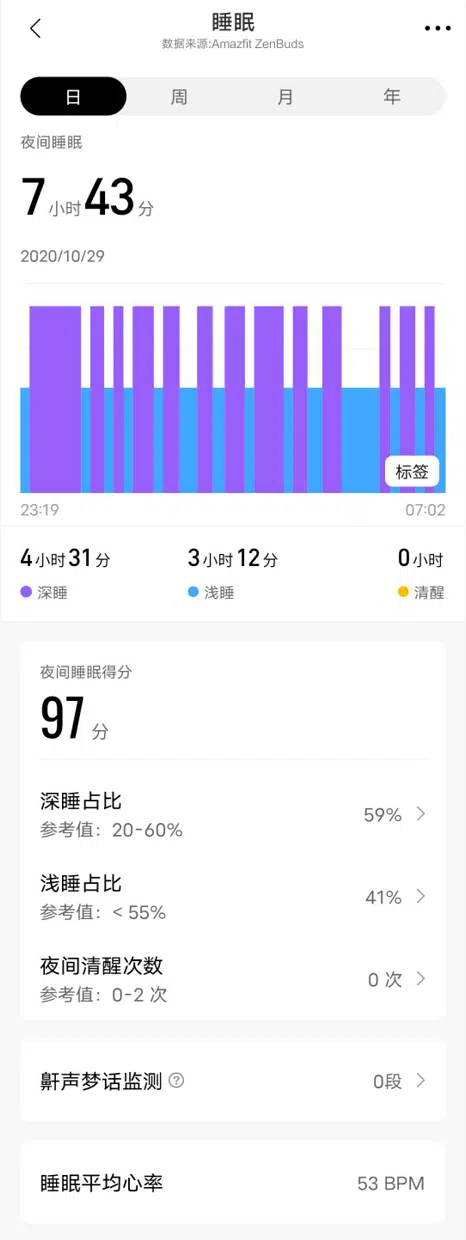 睡眠
数据来源:Amazfit ZenBuds
日 周 月 年
夜间睡眠
7小时43分
2020/10/29
标签
23:19 07:02
4小时31分 3小时12分 0小时
深睡 浅睡 清醒
夜间睡眠得分
97分
深睡占比
59%
参考值：20-60%
浅睡占比
41%
参考值：< 55%
夜间清醒次数
0 次
参考值：0-2 次
鼾声梦话监测 ? 0段
睡眠平均心率 53 BPM